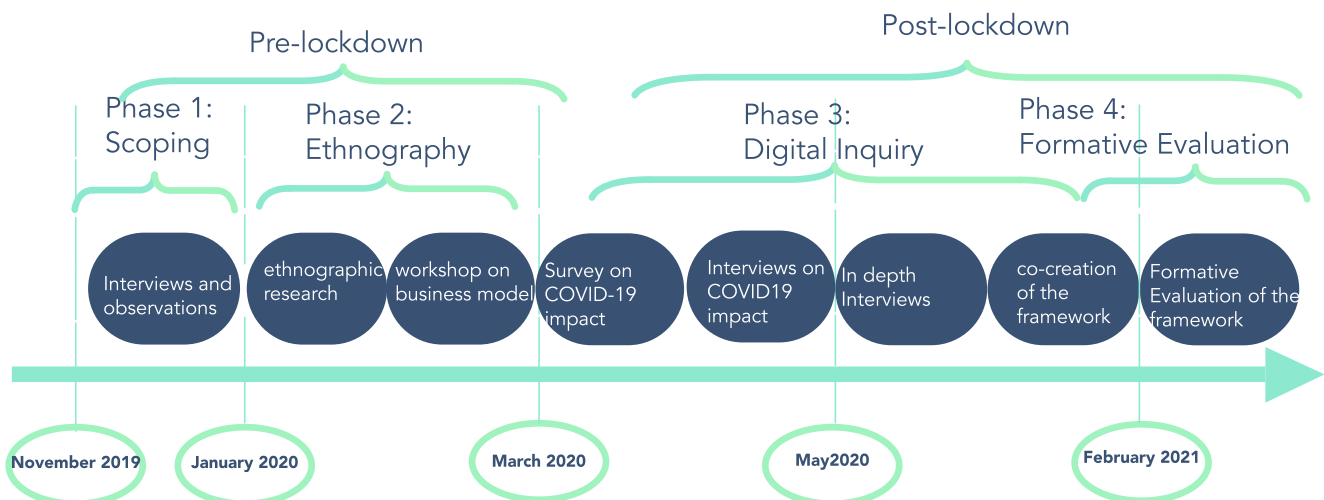 Pre-lockdown
Post-lockdown
Phase 1:
Scoping
Phase 2:
Ethnography
Phase 3:
Digital Inquiry
Phase 4:
Formative Evaluation
Interviews and
observations
ethnographic
research
workshop on
business model
Survey on
COVID-19
impact
Interviews on
COVID19
impact
In depth
Interviews
co-creation
of the
framework
Formative
Evaluation of the
framework
November 2019
January 2020
March 2020
May2020
February 2021